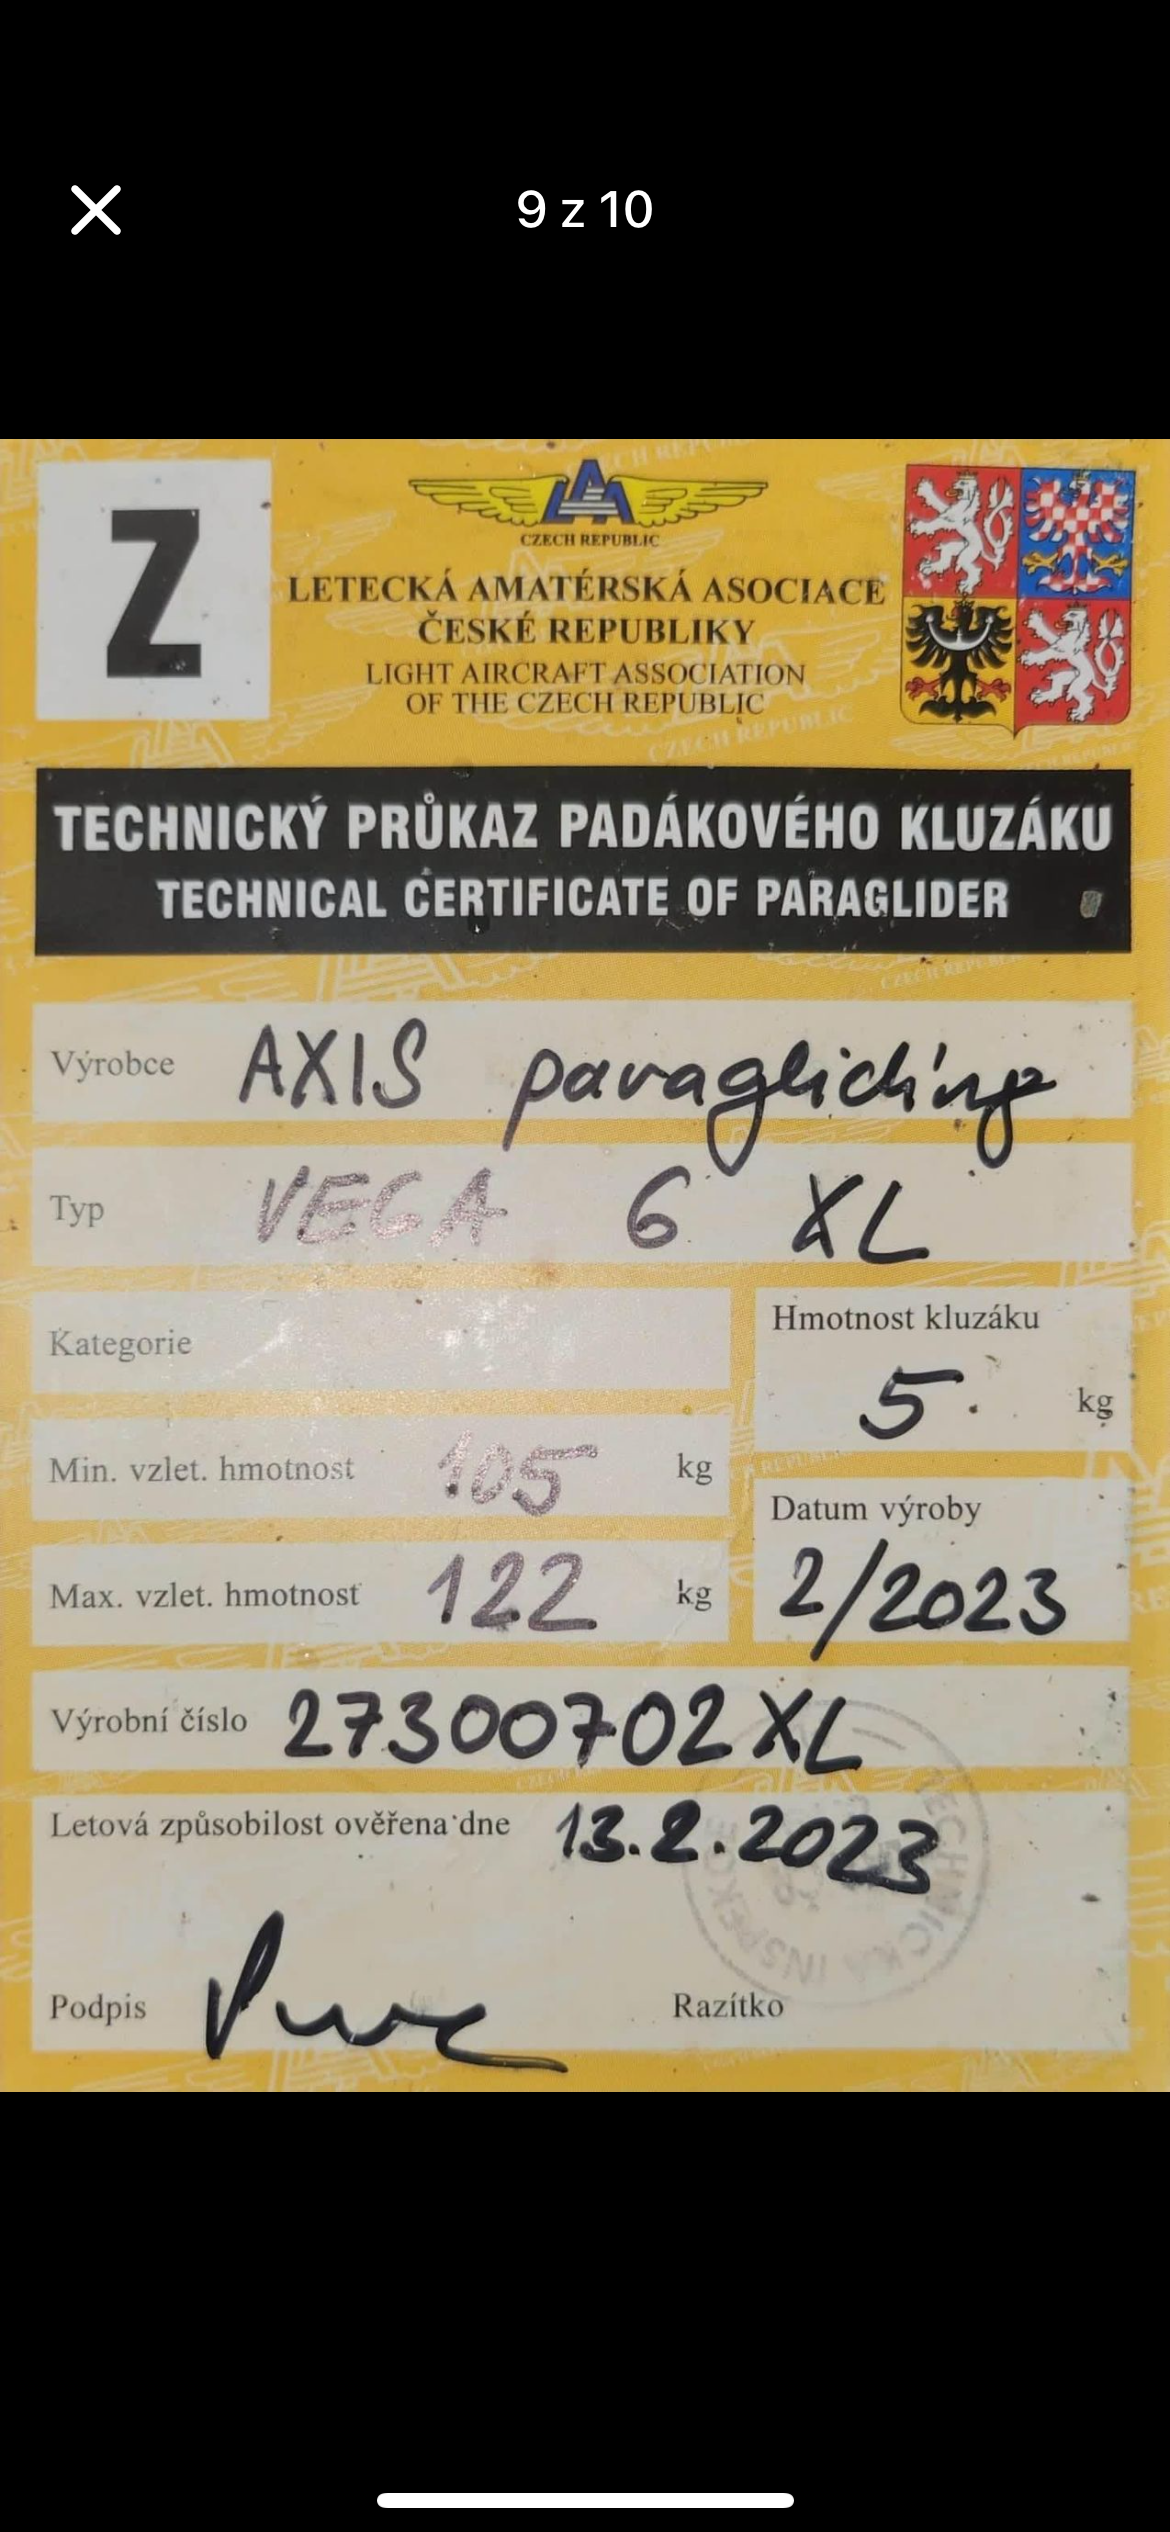 9 z 10
Z
CZECH REPUBLIC
LETECKÁ AMATÉRSKÁ ASOCIACE
ČESKÉ REPUBLIKY
LIGHT AIRCRAFT ASSOCIATION
OF THE CZECH REPUBLIC
TECHNICKÝ PRŮKAZ PADÁKOVÉHO KLUZÁKU
TECHNICAL CERTIFICATE OF PARAGLIDER
Výrobce AXIS paragliding
Typ VEGA 6 XL
Kategorie
Hmotnost kluzáku
5. kg
Min. vzlet. hmotnost 105 kg
Datum výroby
2/2023
Max. vzlet. hmotnost 122 kg
Výrobní číslo 27300702XL
Letová způsobilost ověřena dne 13.2.2023
Podpis
Razítko
TECHNICKÁ INSPEKCE